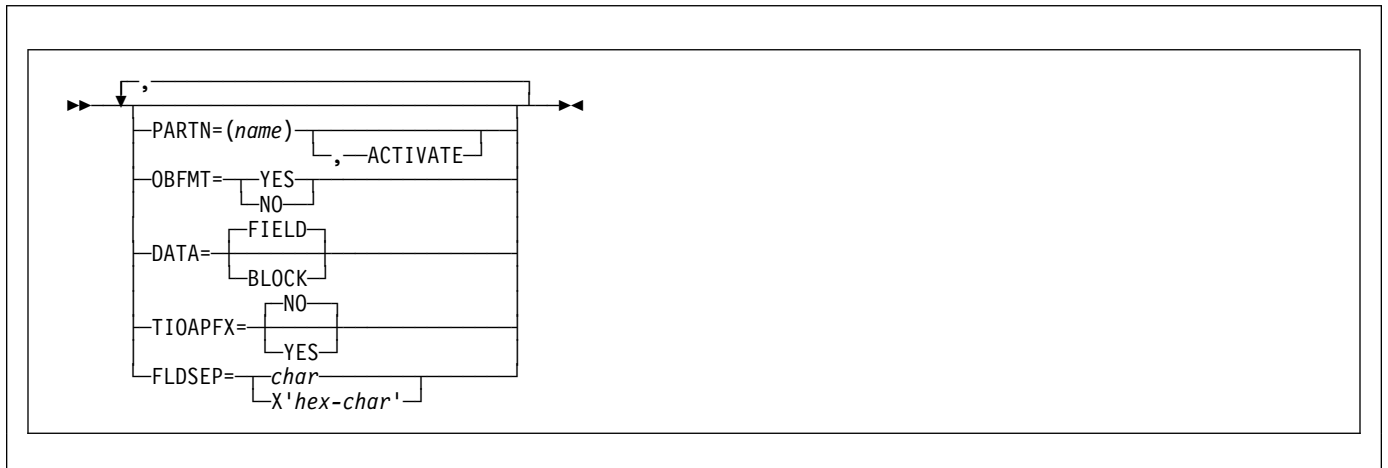 ,
PARTN=(name)
, ACTIVATE
OBFMT= YES
NO
FIELD
DATA=
BLOCK
NO
TIOAPFX=
YES
FLDSEP= char
X'hex-char'